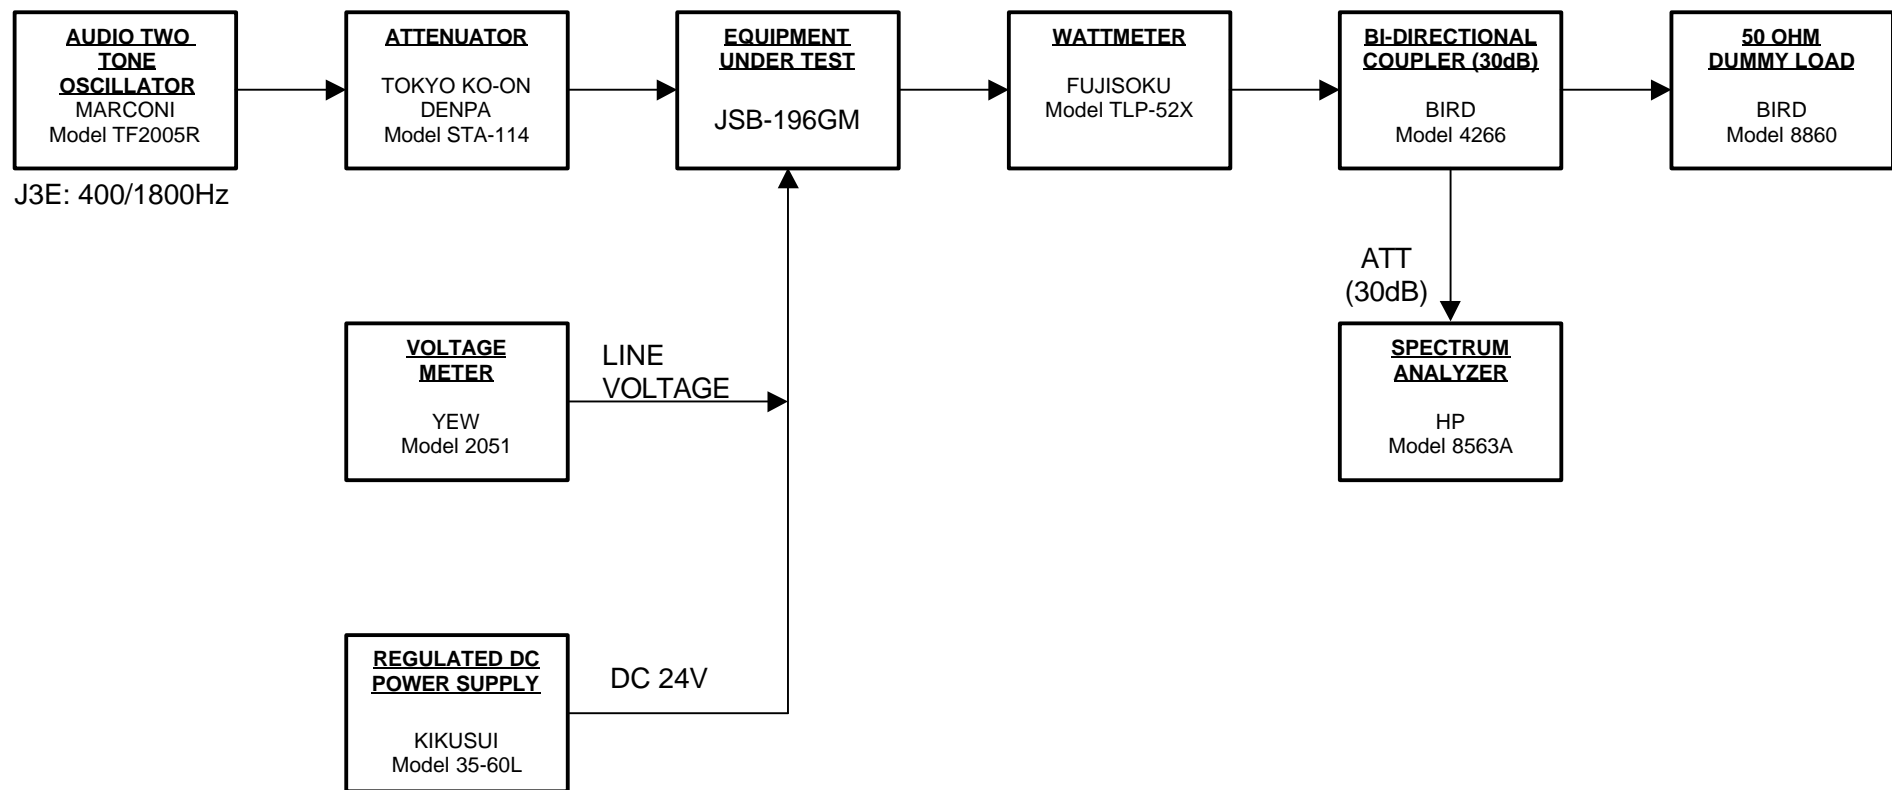 AUDIO TWO
TONE
OSCILLATOR
MARCONI
Model TF2005R
J3E: 400/1800Hz
ATTENUATOR
TOKYO KO-ON
DENPA
Model STA-114
EQUIPMENT
UNDER TEST
JSB-196GM
WATTMETER
FUJISOKU
Model TLP-52X
BI-DIRECTIONAL
COUPLER (30dB)
BIRD
Model 4266
50 OHM
DUMMY LOAD
BIRD
Model 8860
ATT
(30dB)
VOLTAGE
METER
YEW
Model 2051
LINE
VOLTAGE
SPECTRUM
ANALYZER
HP
Model 8563A
REGULATED DC
POWER SUPPLY
KIKUSUI
Model 35-60L
DC 24V